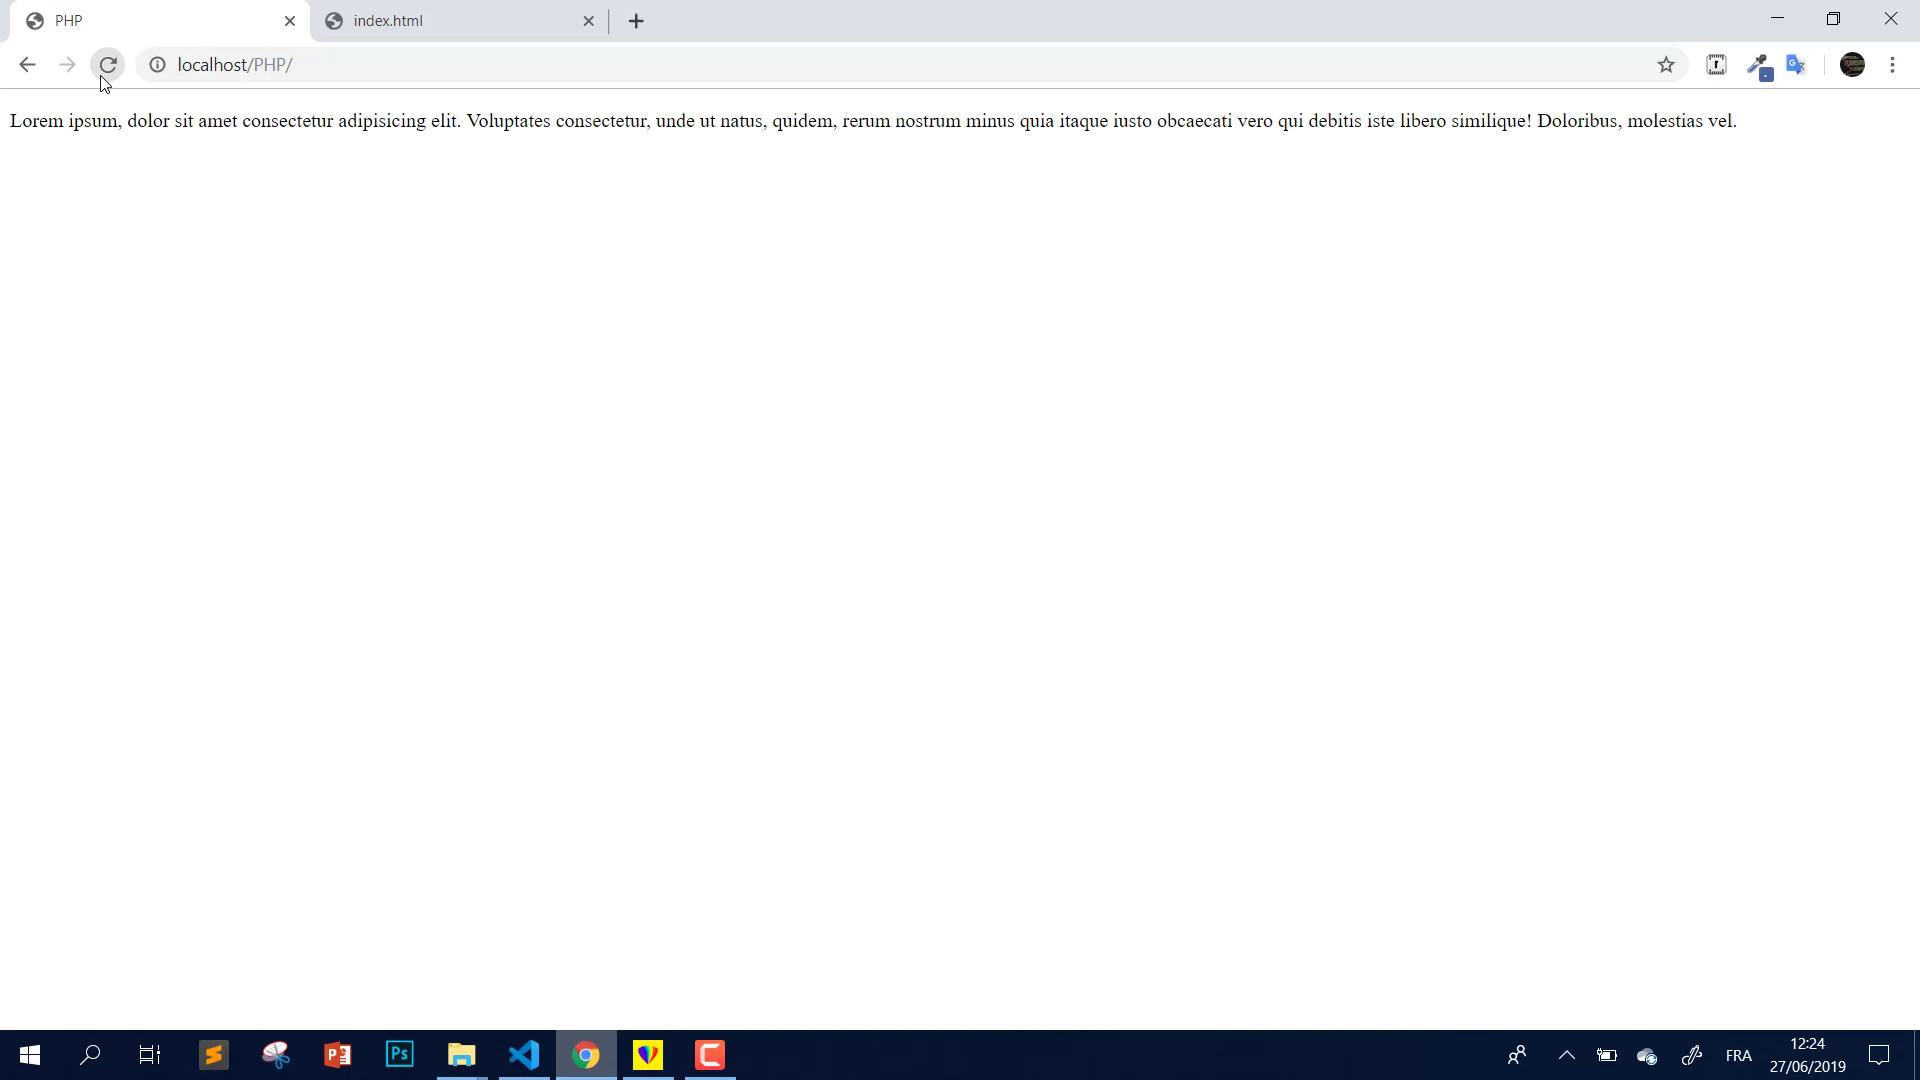 PHP
index.html
localhost/PHP/
Lorem ipsum, dolor sit amet consectetur adipisicing elit. Voluptates consectetur, unde ut natus, quidem, rerum nostrum minus quia itaque iusto obcaecati vero qui debitis iste libero similique! Doloribus, molestias vel.
Ps
FRA
12:24
27/06/2019